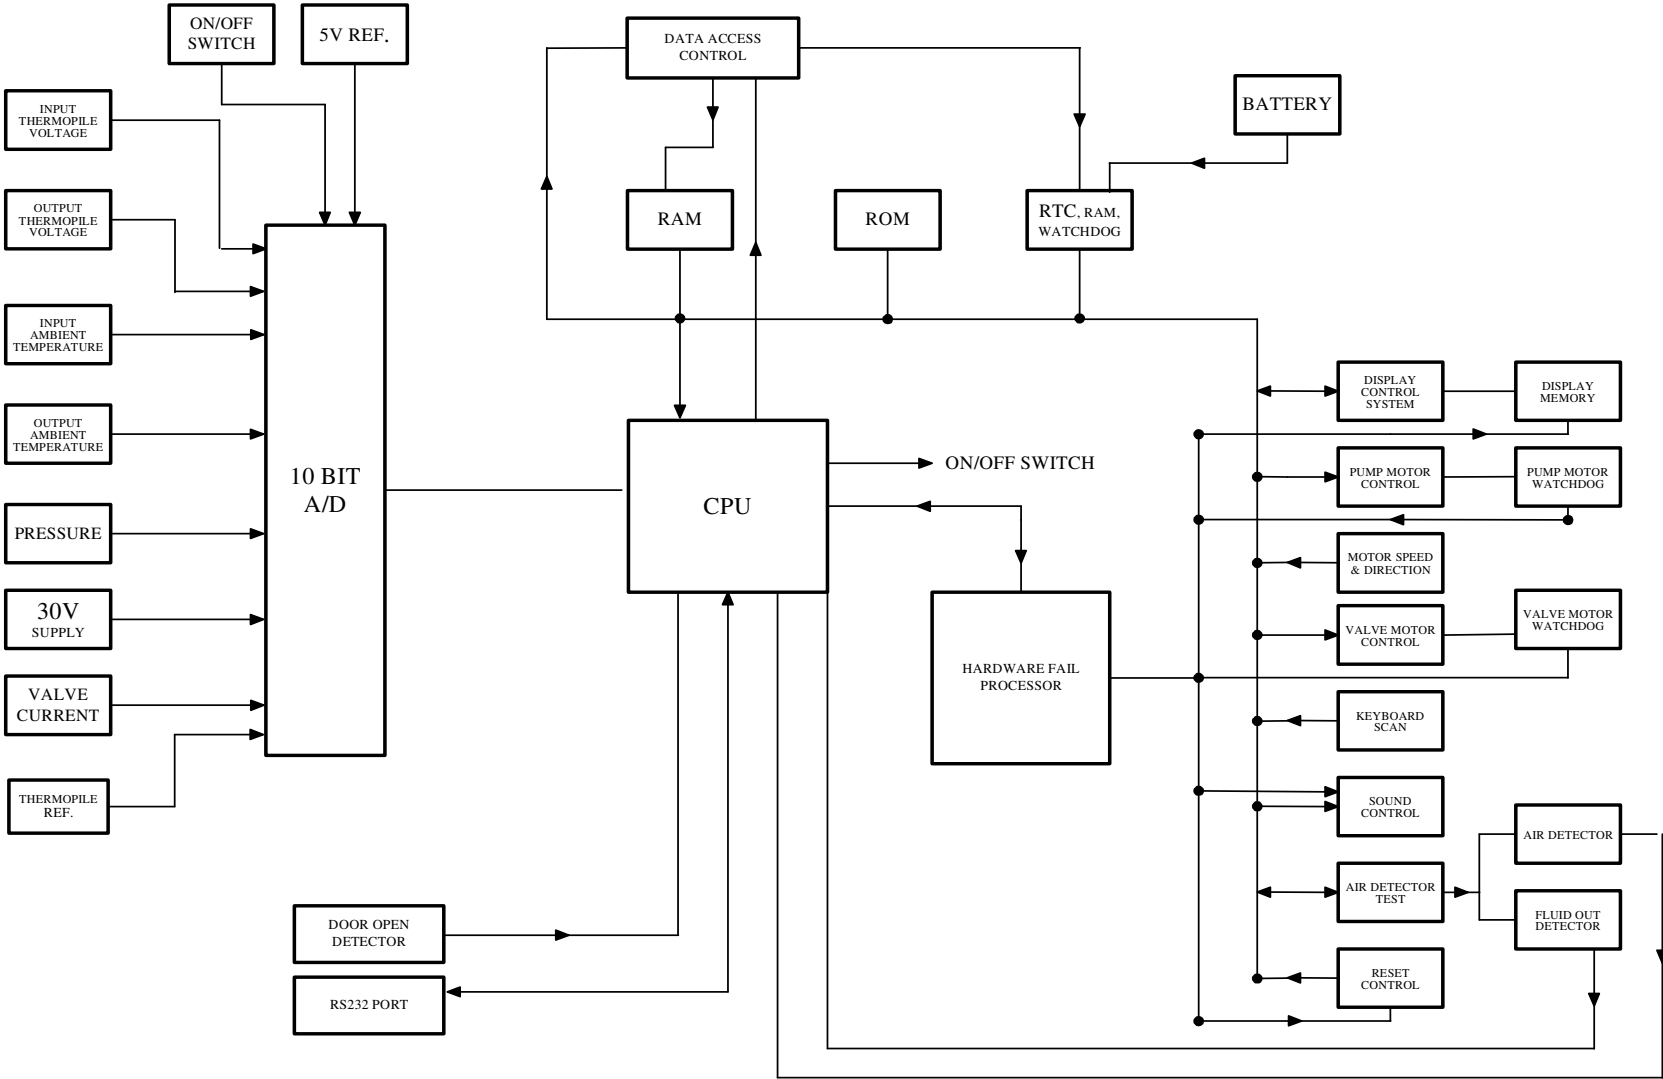 ON/OFF
SWITCH
5V REF.
DATA ACCESS
CONTROL
BATTERY
INPUT
THERMOPILE
VOLTAGE
OUTPUT
THERMOPILE
VOLTAGE
RAM
ROM
RTC, RAM,
WATCHDOG
INPUT
AMBIENT
TEMPERATURE
OUTPUT
AMBIENT
TEMPERATURE
PRESSURE
30V
SUPPLY
VALVE
CURRENT
THERMOPILE
REF.
10 BIT
A/D
CPU
ON/OFF SWITCH
HARDWARE FAIL
PROCESSOR
DISPLAY
CONTROL
SYSTEM
DISPLAY
MEMORY
PUMP MOTOR
CONTROL
PUMP MOTOR
WATCHDOG
MOTOR SPEED
& DIRECTION
VALVE MOTOR
CONTROL
VALVE MOTOR
WATCHDOG
KEYBOARD
SCAN
SOUND
CONTROL
AIR DETECTOR
AIR DETECTOR
TEST
FLUID OUT
DETECTOR
RESET
CONTROL
DOOR OPEN
DETECTOR
RS232 PORT